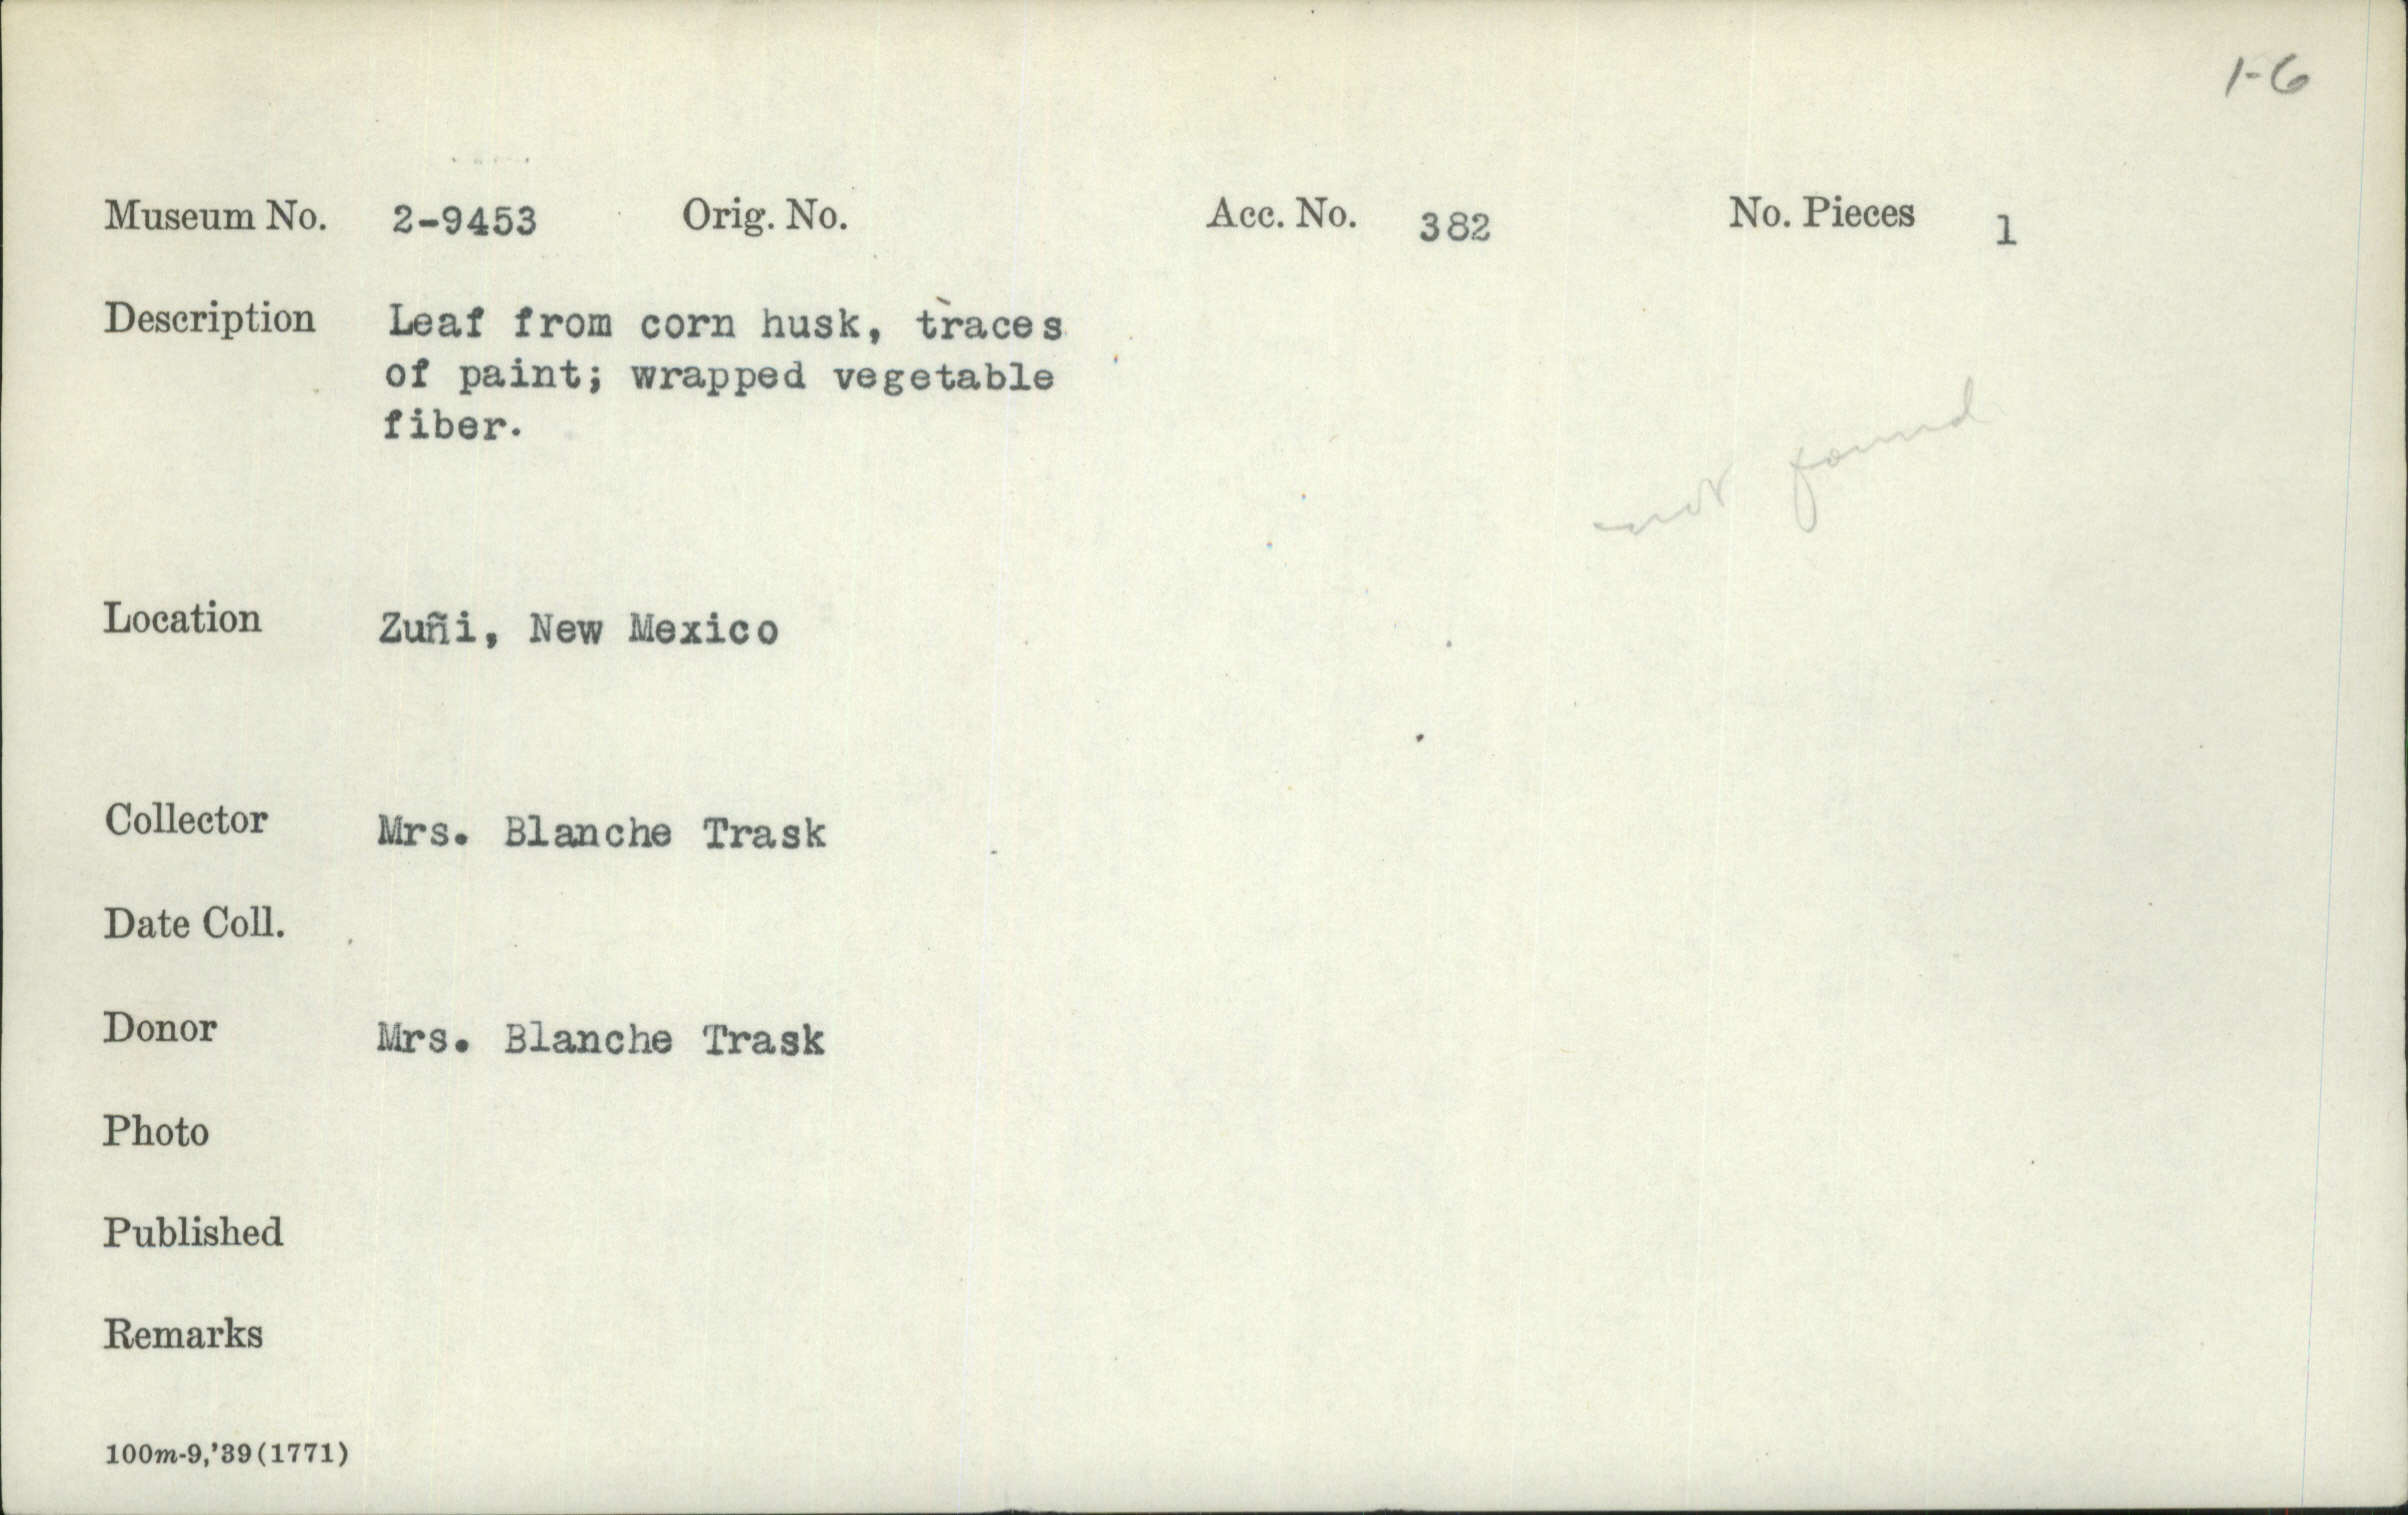 1-6
Museum No. 2-9453 Orig. No. Acc. No. 382 No. Pieces 1
Description Leaf from corn husk, traces
of paint; wrapped vegetable
fiber.
not found
Location Zuñi, New Mexico
Collector Mrs. Blanche Trask
Date Coll.
Donor Mrs. Blanche Trask
Photo
Published
Remarks
100m-9,'39(1771)